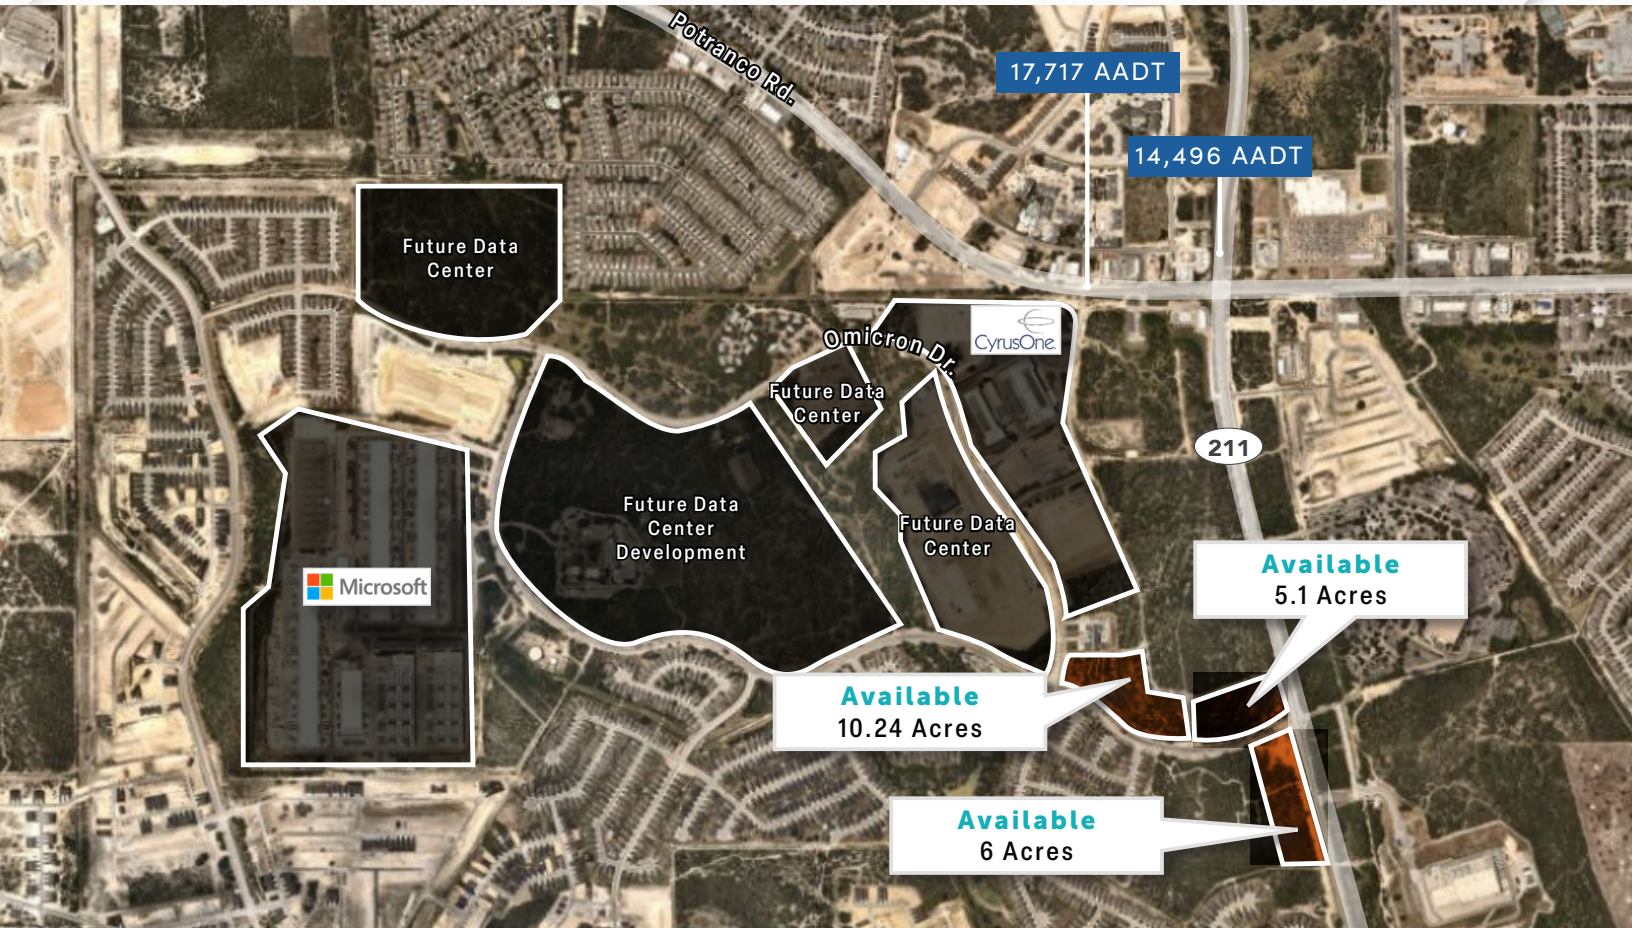 Potranco Rd.
17,717 AADT
14,496 AADT
Future Data
Center
Omicron Dr.
CyrusOne.
Future Data
Center
211
Future Data
Center
Development
Future Data
Center
Microsoft
Available
5.1 Acres
Available
10.24 Acres
Available
6 Acres